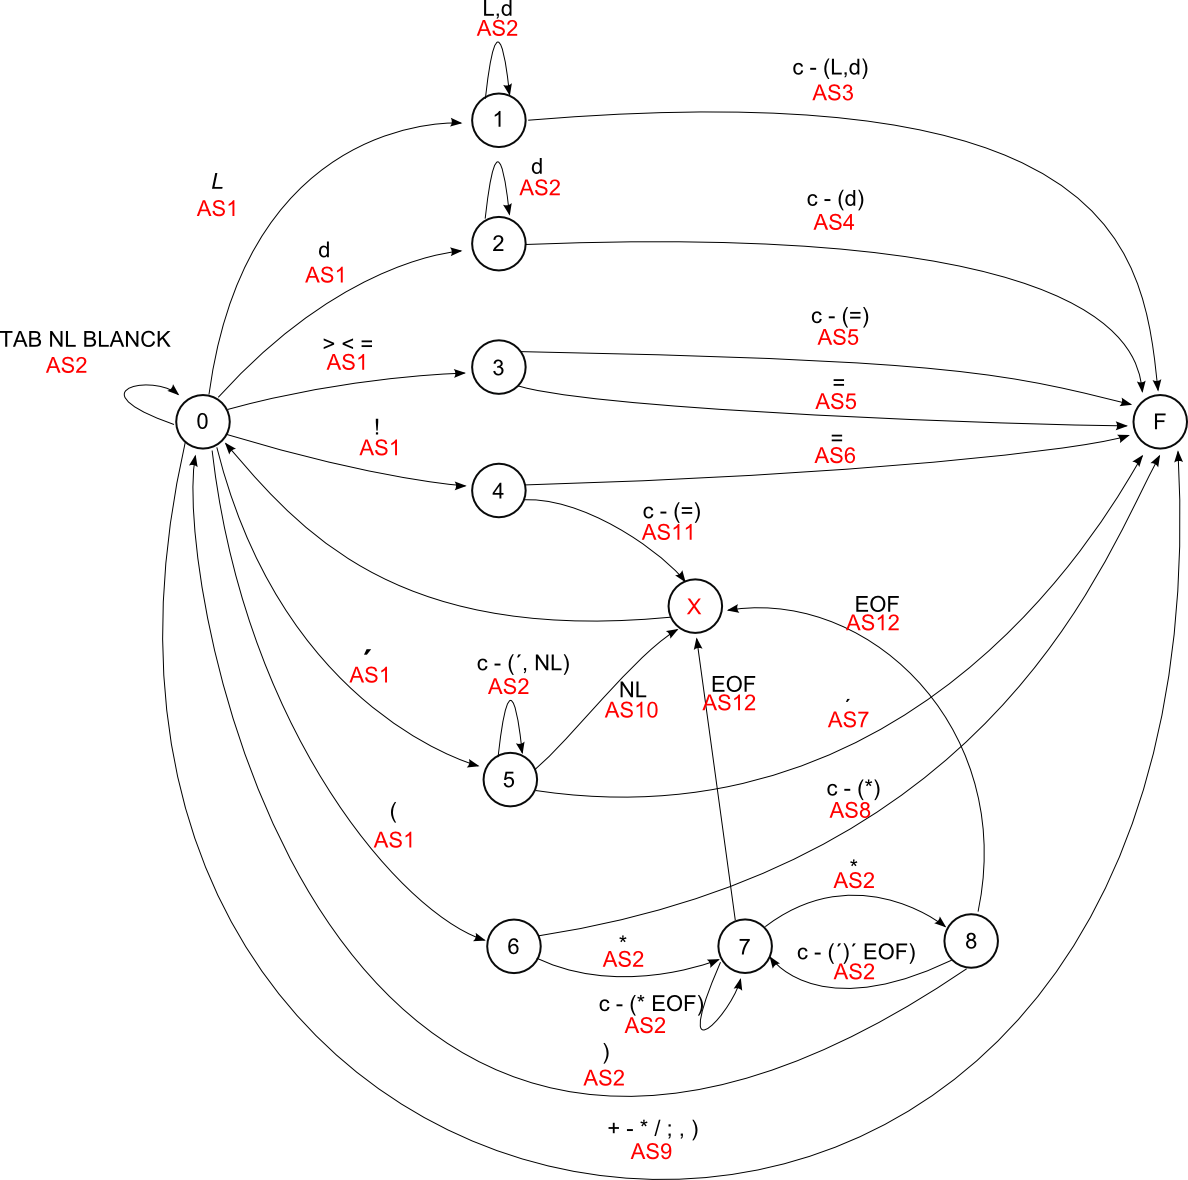 L,d
AS2
c - (L,d)
AS3
1
L
AS1
d
AS2
c - (d)
AS4
d
AS1
2
TAB NL BLANCK
AS2
> < =
AS1
c - (=)
AS5
3
=
AS5
0
F
!
AS1
=
AS6
4
c - (=)
AS11
X
EOF
AS12
´
AS1
c - (´, NL)
AS2
NL
AS10
EOF
AS12
´
AS7
5
c - (*)
AS8
(
AS1
*
AS2
6
*
AS2
7
8
c - (´)´ EOF)
AS2
c - (* EOF)
AS2
)
AS2
+ - * / ; , )
AS9